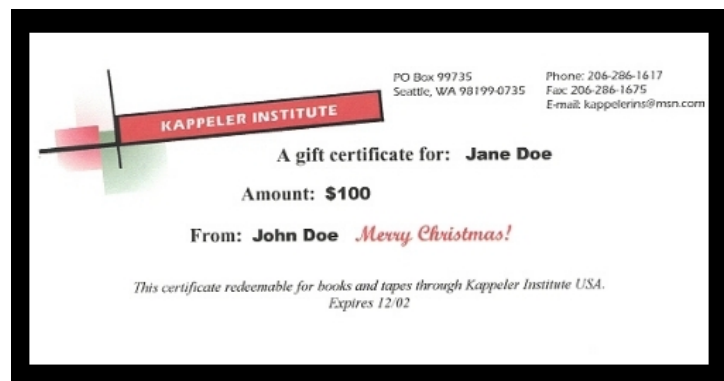 PO Box 99735
Seattle, WA 98199-0735
Phone: 206-286-1617
Fax: 206-286-1675
E-mail: kappelerins@msn.com
KAPPELER INSTITUTE
A gift certificate for: Jane Doe
Amount: $100
From: John Doe Merry Christmas!
This certificate redeemable for books and tapes through Kappeler Institute USA.
Expires 12/02